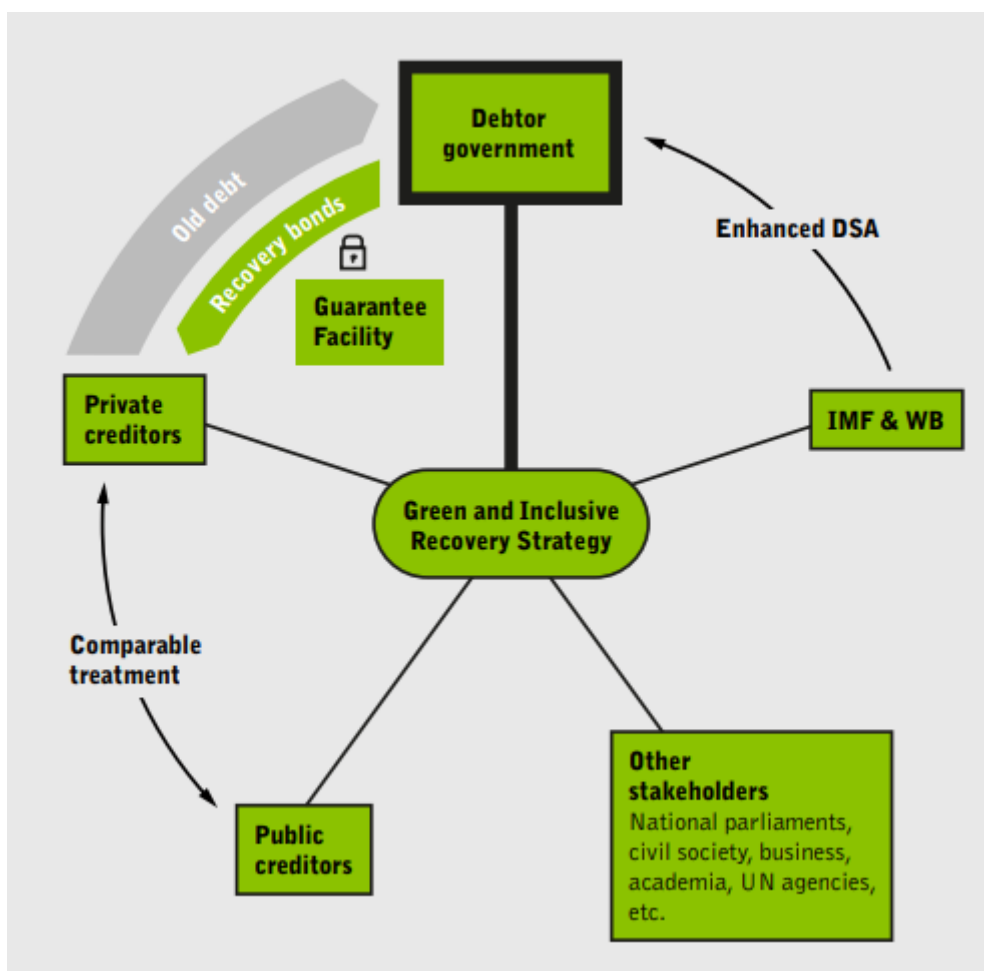 Debtor
government
Old debt
Recovery bonds
Guarantee
Facility
Enhanced DSA
Private
creditors
IMF & WB
Green and Inclusive
Recovery Strategy
Comparable
treatment
Public
creditors
Other
stakeholders
National parliaments,
civil society, business,
academia, UN agencies,
etc.